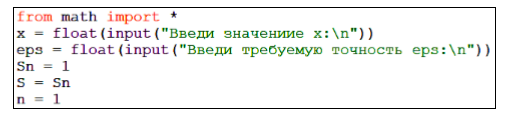 from math import *
x = float(input("Введи значениие x:\n"))
eps = float(input("Введи требуемую точность eps:\n"))
Sn = 1
S = Sn
n = 1